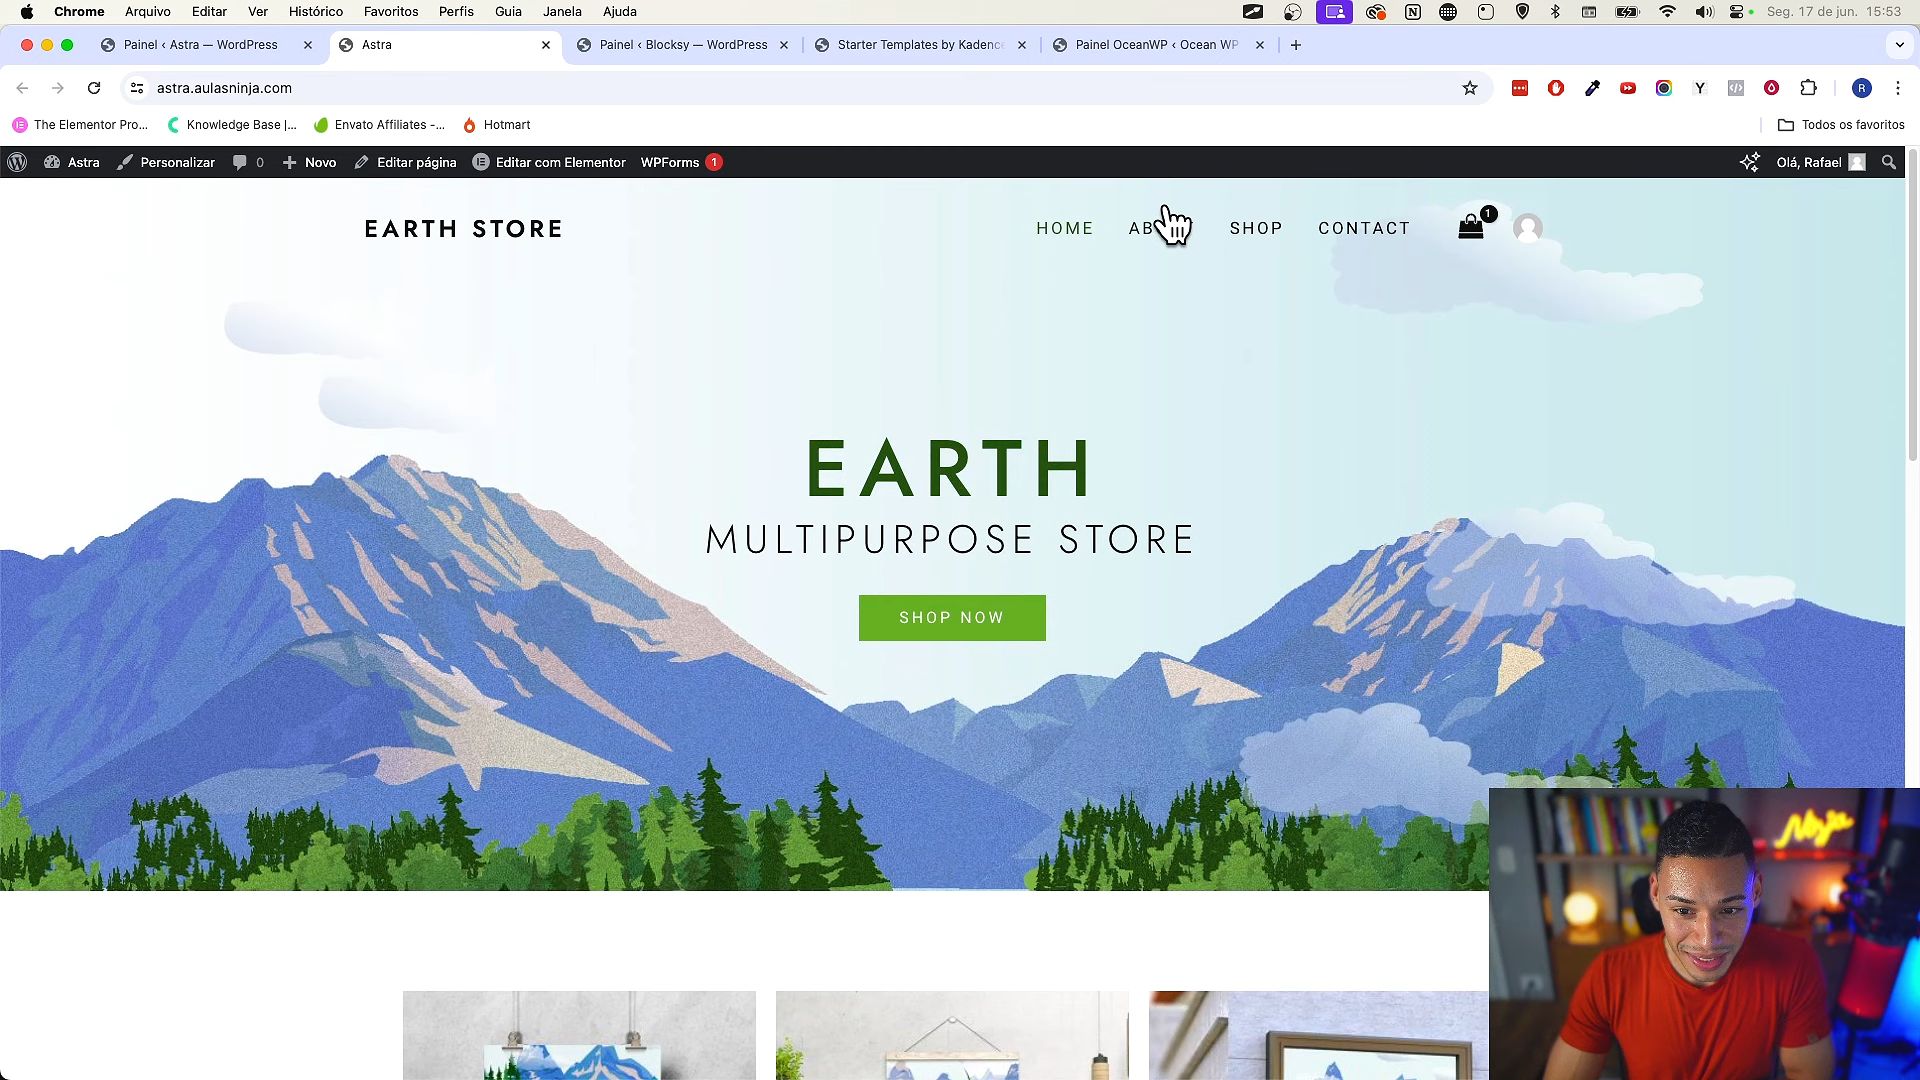 Chrome Arquivo Editar Ver Histórico Favoritos Perfis Guia Janela Ajuda Seg. 17 de jun. 15:53
Painel ‹ Astra — WordPress Astra Painel ‹ Blocksy — WordPress Starter Templates by Kadence Painel OceanWP ‹ Ocean WP
astra.aulasninja.com
The Elementor Pro... Knowledge Base |... Envato Affiliates -... Hotmart Todos os favoritos
Astra Personalizar 0 Novo Editar página Editar com Elementor WPForms 1 Olá, Rafael
EARTH STORE HOME AB SHOP CONTACT 1
EARTH
MULTIPURPOSE STORE
SHOP NOW
Ninja